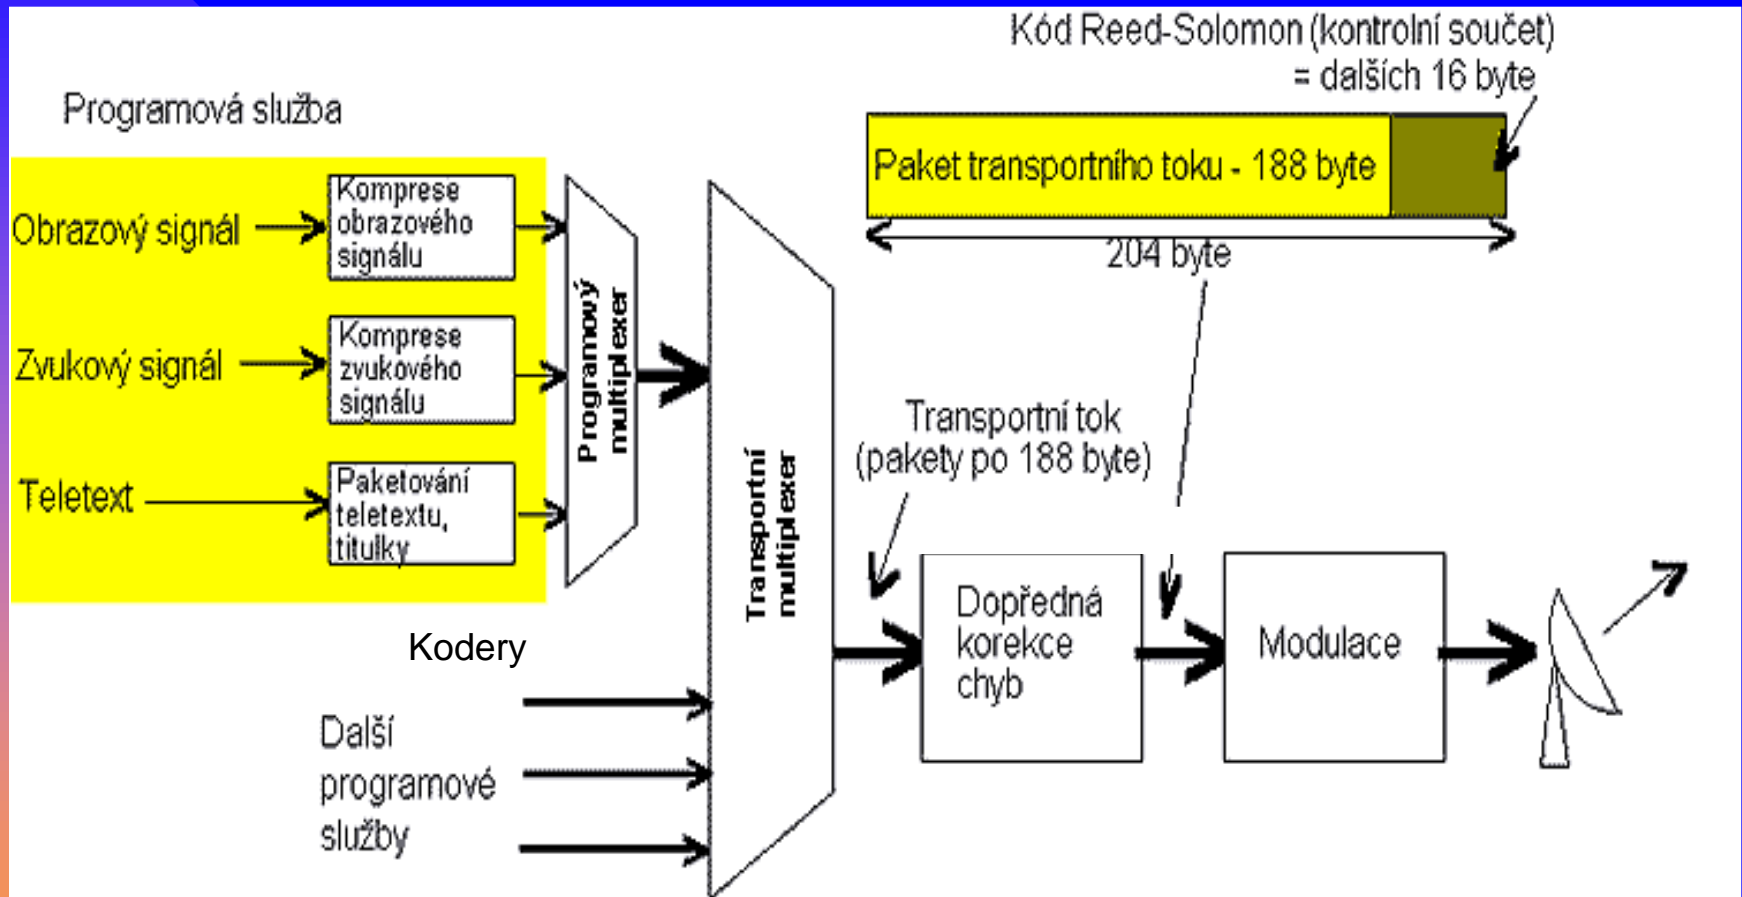 Kód Reed-Solomon (kontrolní součet)
= dalších 16 byte
Programová služba
Paket transportního toku - 188 byte
204 byte
Obrazový signál
Komprese
obrazového
signálu
Zvukový signál
Komprese
zvukového
signálu
Teletext
Paketování
teletextu,
titulky
Programový
multiplexer
Transportní
multiplexer
Transportní tok
(pakety po 188 byte)
Dopředná
korekce
chyb
Modulace
Kodery
Další
programové
služby